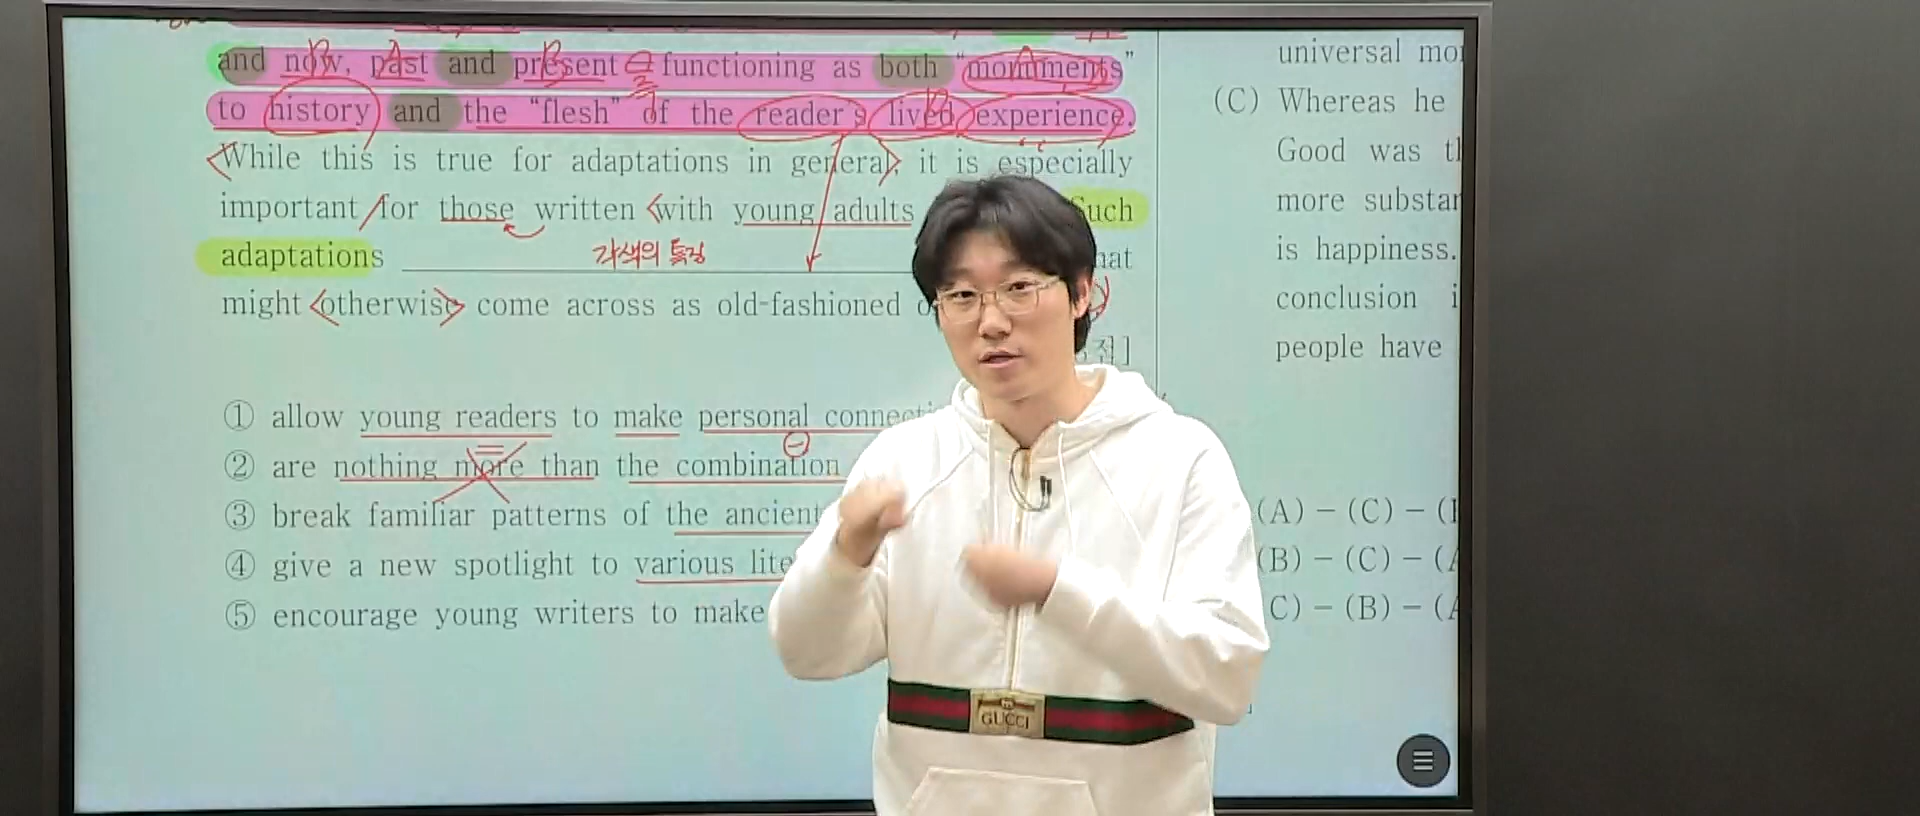 and now, past and present functioning as both "monuments"
to history and the "flesh" of the reader's lived experience.
While this is true for adaptations in general, it is especially
important for those written with young adults
Such
adaptations
각색의 특징
might otherwise come across as old-fashioned
점]
① allow young readers to make personal
② are nothing more than the combination
③ break familiar patterns of the ancient
④ give a new spotlight to various
⑤ encourage young writers to make
universal
(C) Whereas he
Good was
more
is happiness.
conclusion
people have
(A) - (C) -
(B) - (C) -
C) - (B) -
GUCCI